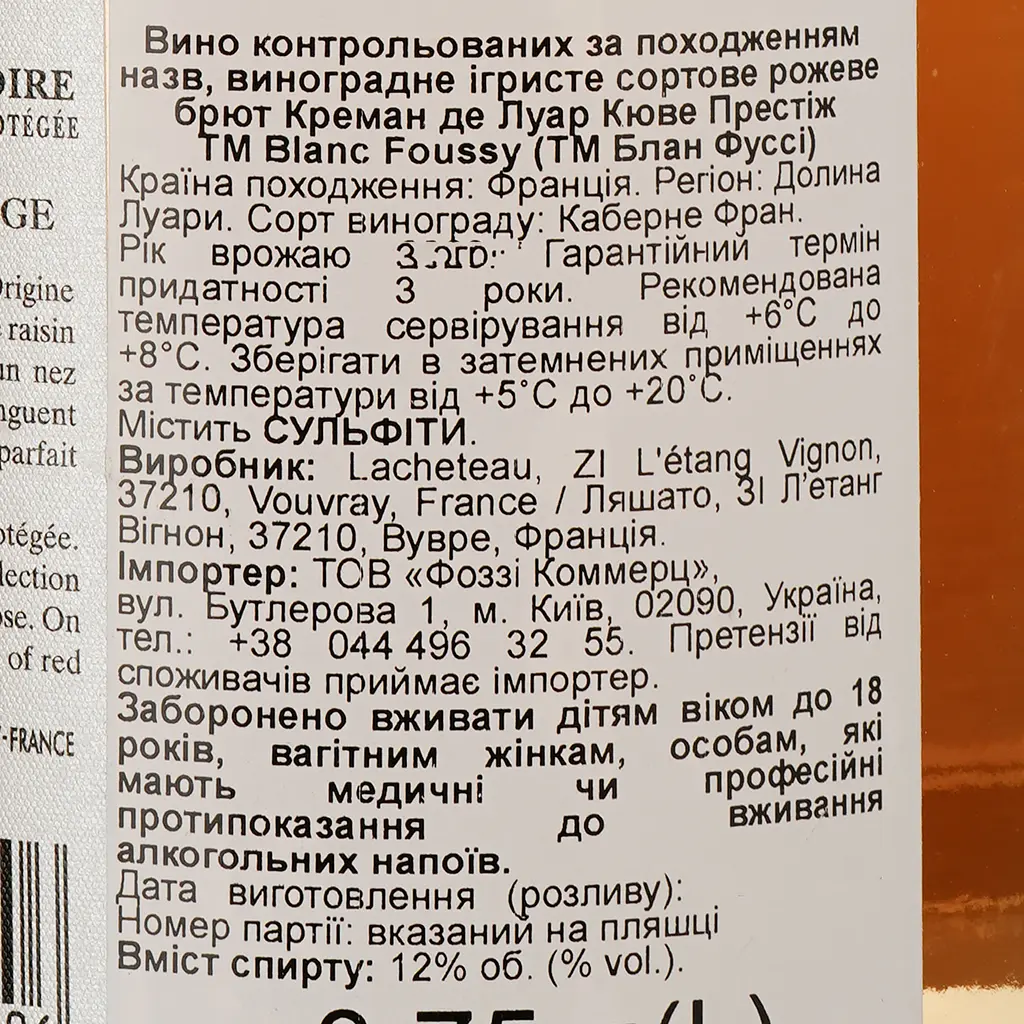 OIRE
OTÉGÉE
GE
Origine
raisin
un nez
nguent
parfait
otégée.
lection
ose. On
of red
-FRANCE
Вино контрольованих за походженням
назв, виноградне ігристе сортове рожеве
брют Креман де Луар Кюве Престіж
ТМ Blanc Foussy (ТМ Блан Фуссі)
Країна походження: Франція. Регіон: Долина
Луари. Сорт винограду: Каберне Фран.
Рік врожаю Гарантійний термін
придатності 3 роки. Рекомендована
температура сервірування від +6°С до
+8°С. Зберігати в затемнених приміщеннях
за температури від +5°С до +20°С.
Містить СУЛЬФІТИ.
Виробник: Lacheteau, ZI L'étang Vignon,
37210, Vouvray, France / Ляшато, ЗІ Л'етанг
Вігнон, 37210, Вувре, Франція.
Імпортер: ТОВ «Фоззі Коммерц»,
вул. Бутлерова 1, м. Київ, 02090, Україна,
тел.: +38 044 496 32 55. Претензії від
споживачів приймає імпортер.
Заборонено вживати дітям віком до 18
років, вагітним жінкам, особам, які
мають медичні чи професійні
протипоказання до вживання
алкогольних напоїв.
Дата виготовлення (розливу):
Номер партії: вказаний на пляшці
Вміст спирту: 12% об. (% vol.).